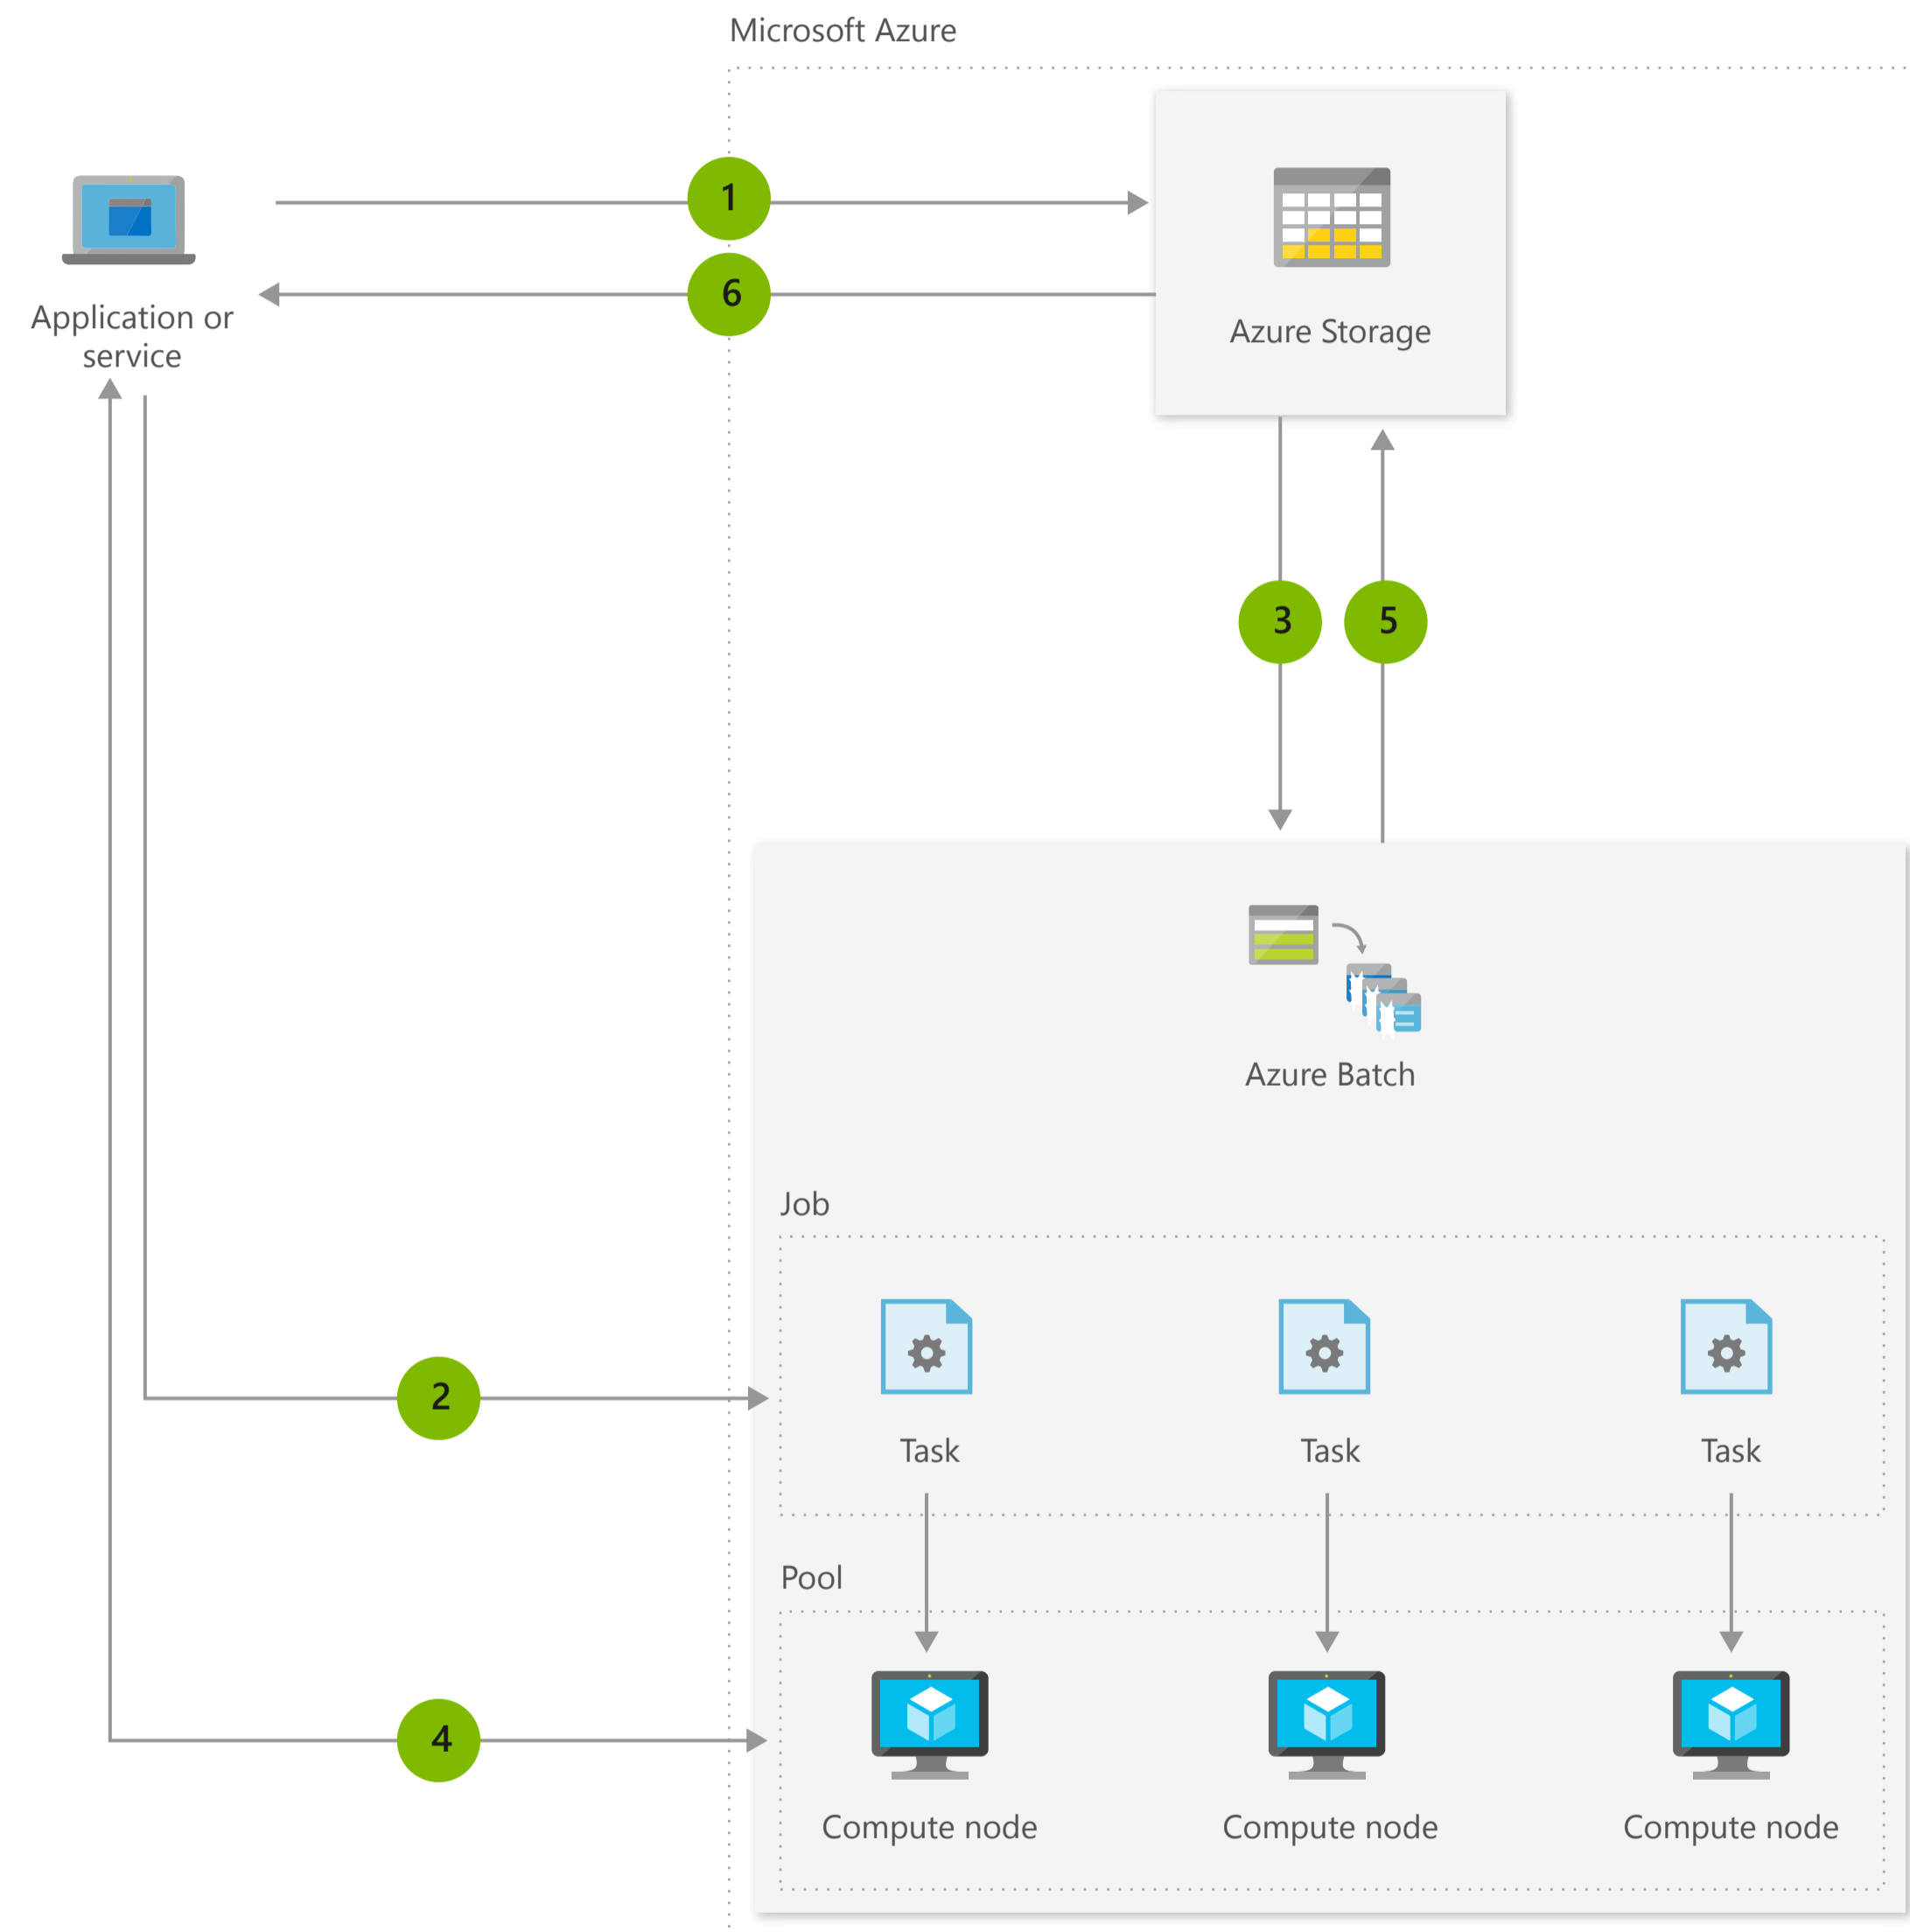 Microsoft Azure
1
6
Application or
service
Azure Storage
3
5
Azure Batch
Job
2
Task
Task
Task
Pool
4
Compute node
Compute node
Compute node